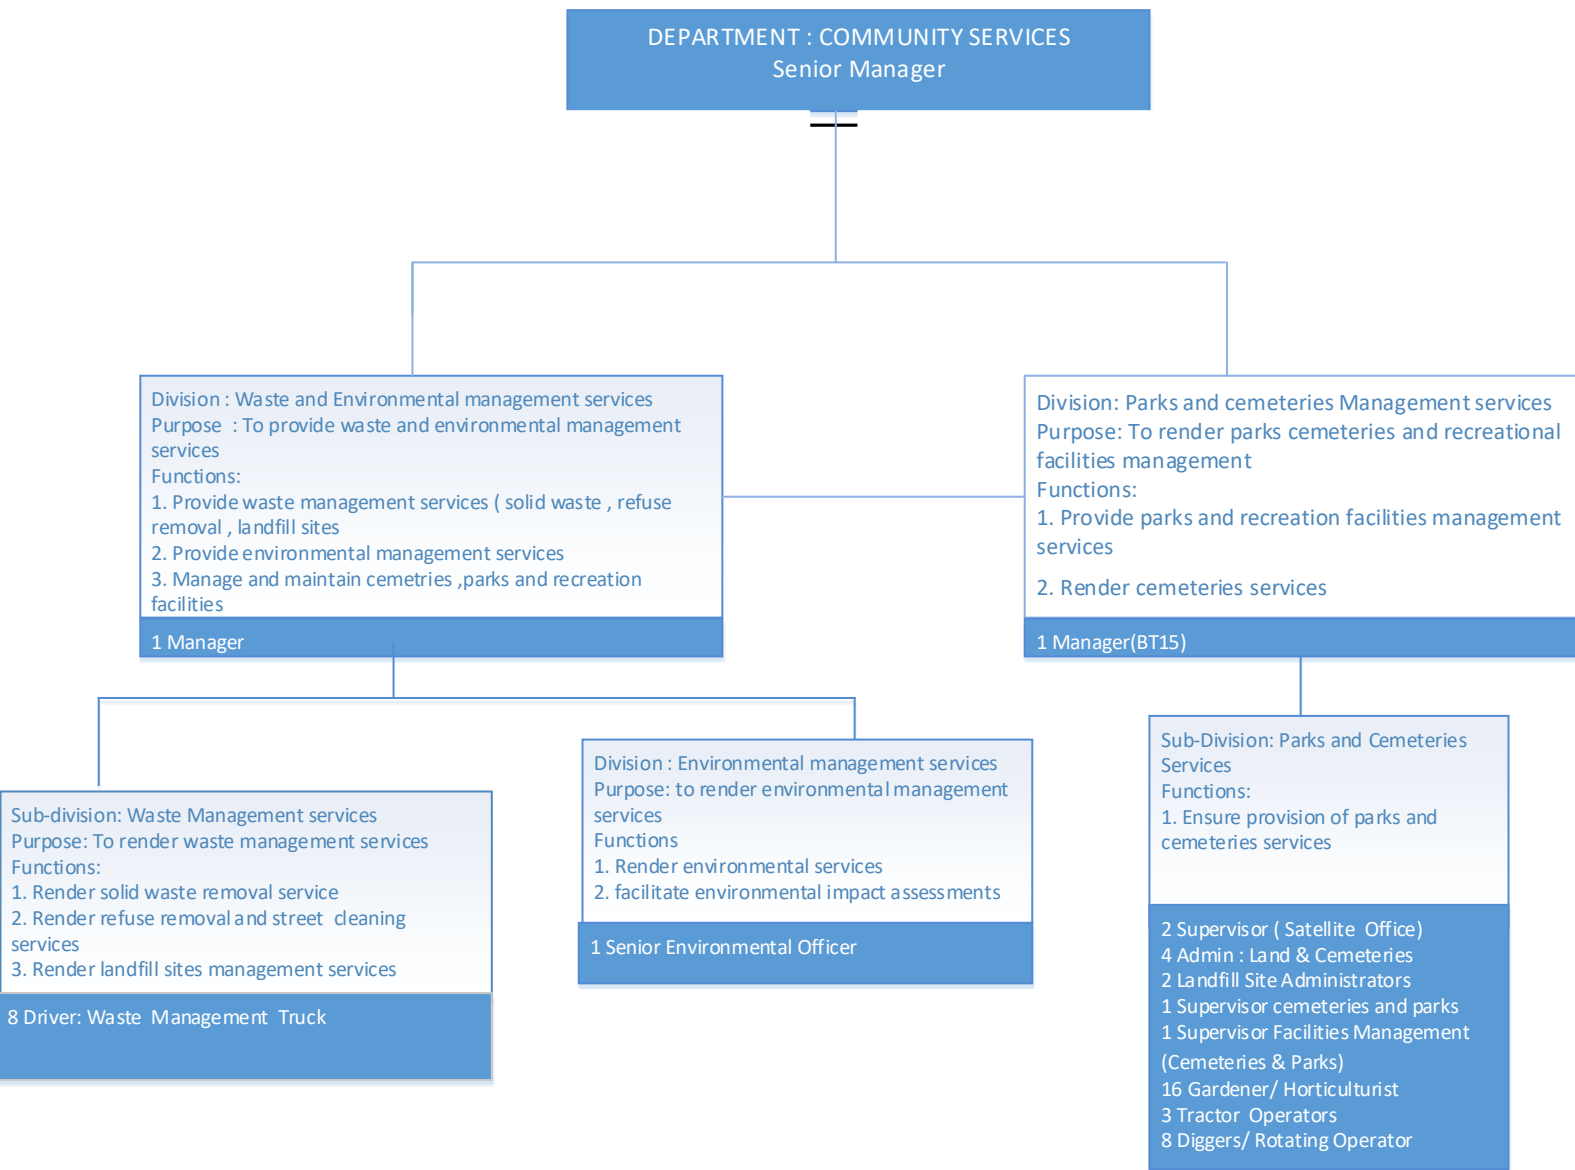 DEPARTMENT : COMMUNITY SERVICES
Senior Manager
Division : Waste and Environmental management services
Purpose : To provide waste and environmental management
services
Functions:
1. Provide waste management services ( solid waste , refuse
removal , landfill sites
2. Provide environmental management services
3. Manage and maintain cemetries ,parks and recreation
facilities
1 Manager
Division: Parks and cemeteries Management services
Purpose: To render parks cemeteries and recreational
facilities management
Functions:
1. Provide parks and recreation facilities management
services
2. Render cemeteries services
1 Manager(BT15)
Sub-division: Waste Management services
Purpose: To render waste management services
Functions:
1. Render solid waste removal service
2. Render refuse removal and street cleaning
services
3. Render landfill sites management services
8 Driver: Waste Management Truck
Division : Environmental management services
Purpose: to render environmental management
services
Functions
1. Render environmental services
2. facilitate environmental impact assessments
1 Senior Environmental Officer
Sub-Division: Parks and Cemeteries
Services
Functions:
1. Ensure provision of parks and
cemeteries services
2 Supervisor ( Satellite Office)
4 Admin : Land & Cemeteries
2 Landfill Site Administrators
1 Supervisor cemeteries and parks
1 Supervisor Facilities Management
(Cemeteries & Parks)
16 Gardener/ Horticulturist
3 Tractor Operators
8 Diggers/ Rotating Operator